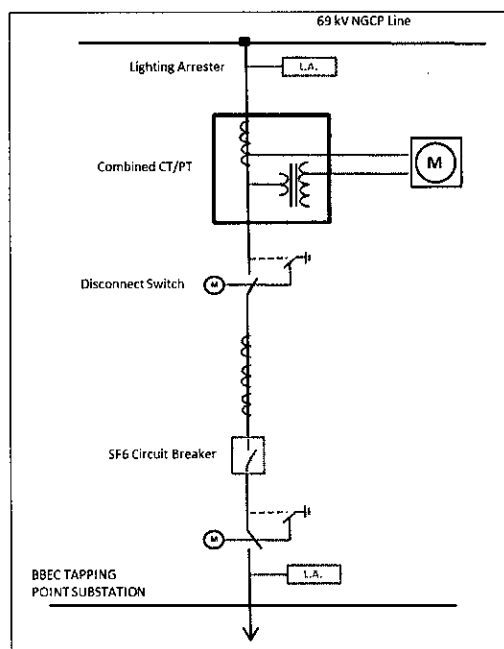 69 kV NGCP Line
Lighting Arrester
L.A.
Combined CT/PT
M
Disconnect Switch
M
SF6 Circuit Breaker
M
L.A.
BBEC TAPPING
POINT SUBSTATION